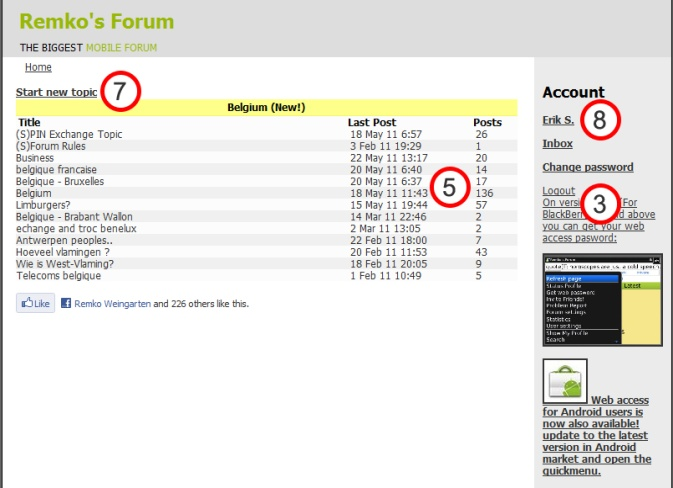 Remko's Forum
THE BIGGEST MOBILE FORUM
Home
Start new topic 7
Belgium (New!)
Title Last Post Posts
(S)PIN Exchange Topic 18 May 11 6:57 26
(S)Forum Rules 3 Feb 11 19:29 1
Business 22 May 11 13:17 20
belgique francaise 20 May 11 6:40 14
Belgique - Bruxelles 20 May 11 6:37 17
5
Belgium 18 May 11 11:43 136
Limburgers? 15 May 11 19:44 57
Belgique - Brabant Wallon 14 Mar 11 22:46 2
echange and troc benelux 2 Mar 11 13:05 2
Antwerpen peoples.. 22 Feb 11 18:00 7
Hoeveel vlamingen ? 20 Feb 11 11:53 43
Wie is West-Vlaming? 18 Feb 11 20:05 9
Telecoms belgique 1 Feb 11 10:49 5
Like Remko Weingarten and 226 others like this.
Account
Erik S. 8
Inbox
Change password
Logout
3
On For
above
you can get your web
access pasword:
Refresh page
Status Profile
Latest
Get web password
Invite Friends!
Problem Report
Forum settings
Statistics
User settings
Show My Profile
Search
Web access
for Android users is
now also available!
update to the latest
version in Android
market and open the
quickmenu.